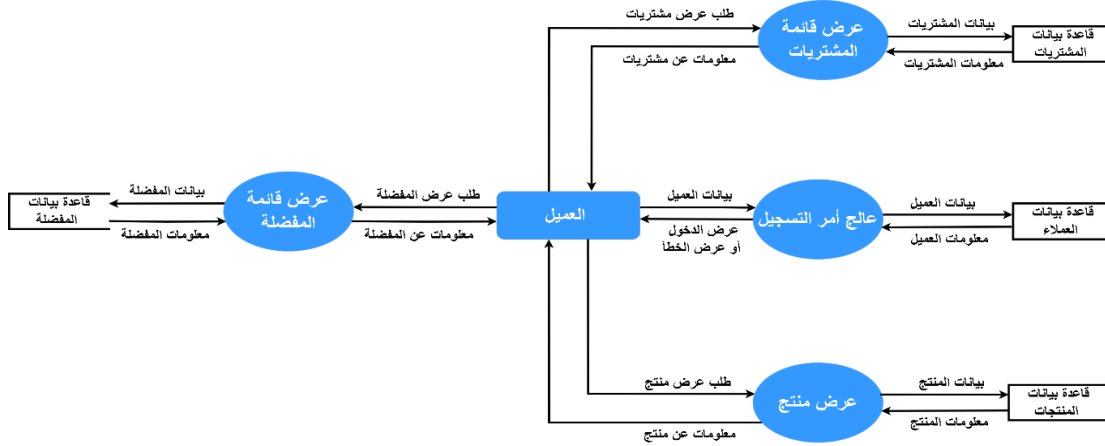 طلب عرض مشتريات
معلومات عن مشتريات
عرض قائمة
المشتريات
بيانات المشتريات
معلومات المشتريات
قاعدة بيانات
المشتريات
قاعدة بيانات
المفضلة
بيانات المفضلة
معلومات المفضلة
عرض قائمة
المفضلة
طلب عرض المفضلة
معلومات عن المفضلة
العميل
بيانات العميل
عرض الدخول
أو عرض الخطأ
عالج أمر التسجيل
بيانات العميل
معلومات العميل
قاعدة بيانات
العملاء
طلب عرض منتج
معلومات عن منتج
عرض منتج
بيانات المنتج
معلومات المنتج
قاعدة بيانات
المنتجات